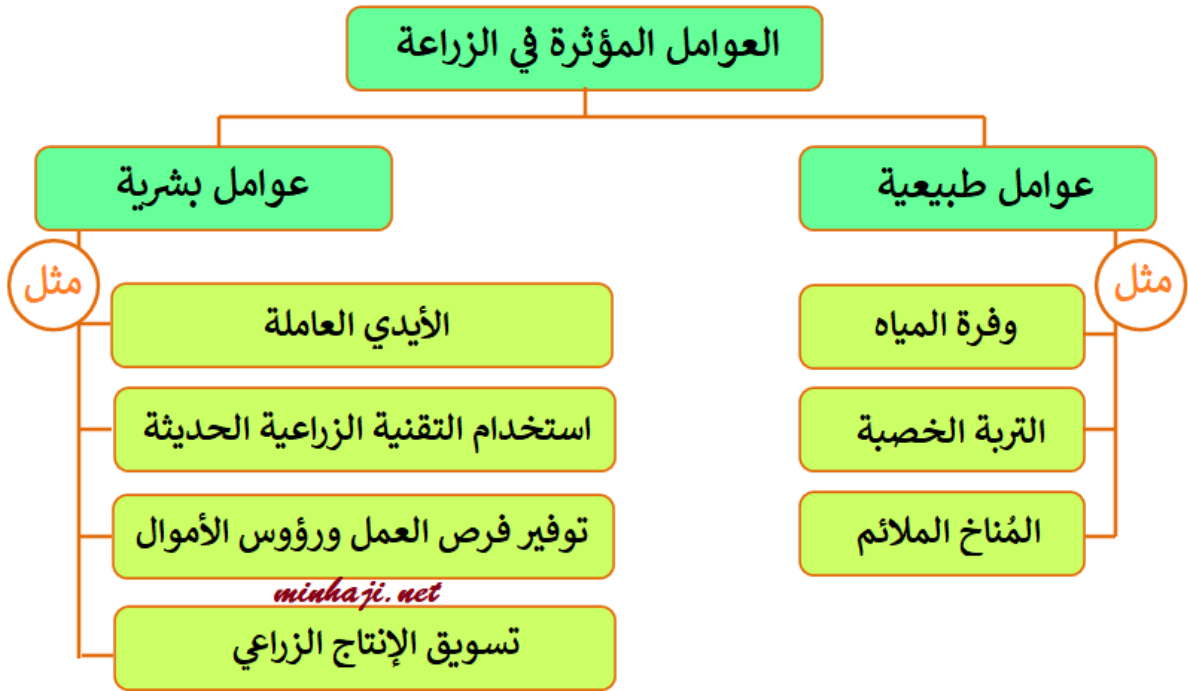 العوامل المؤثرة في الزراعة
عوامل طبيعية
مثل
وفرة المياه
التربة الخصبة
المُناخ الملائم
عوامل بشرية
مثل
الأيدي العاملة
استخدام التقنية الزراعية الحديثة
توفير فرص العمل ورؤوس الأموال
minhaji.net
تسويق الإنتاج الزراعي